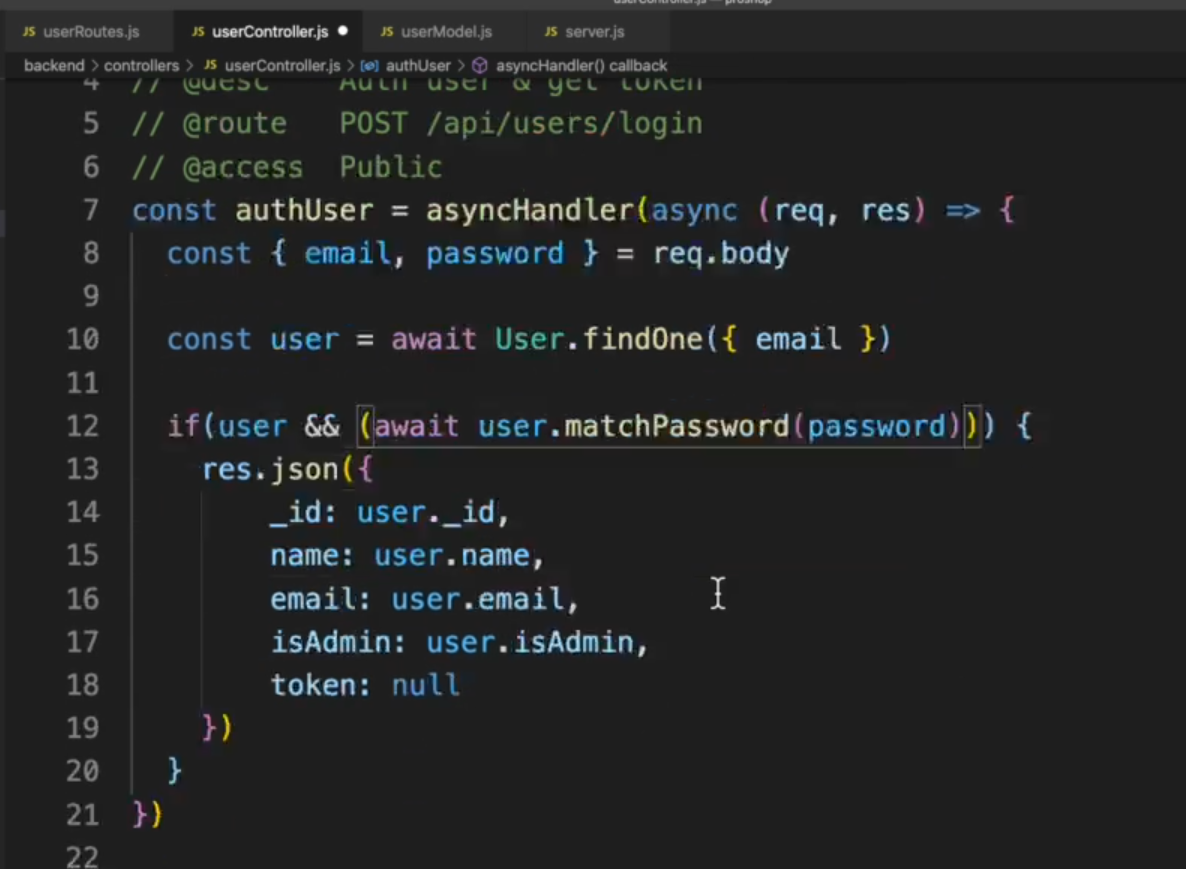 userController.js — proshop
JS userRoutes.js JS userController.js JS userModel.js JS server.js
backend > controllers > JS userController.js > authUser > asyncHandler() callback
4 // @desc Auth user & get token
5 // @route POST /api/users/login
6 // @access Public
7 const authUser = asyncHandler(async (req, res) => {
8 const { email, password } = req.body
9
10 const user = await User.findOne({ email })
11
12 if(user && (await user.matchPassword(password))) {
13 res.json({
14 _id: user._id,
15 name: user.name,
16 email: user.email,
17 isAdmin: user.isAdmin,
18 token: null
19 })
20 }
21 })
22